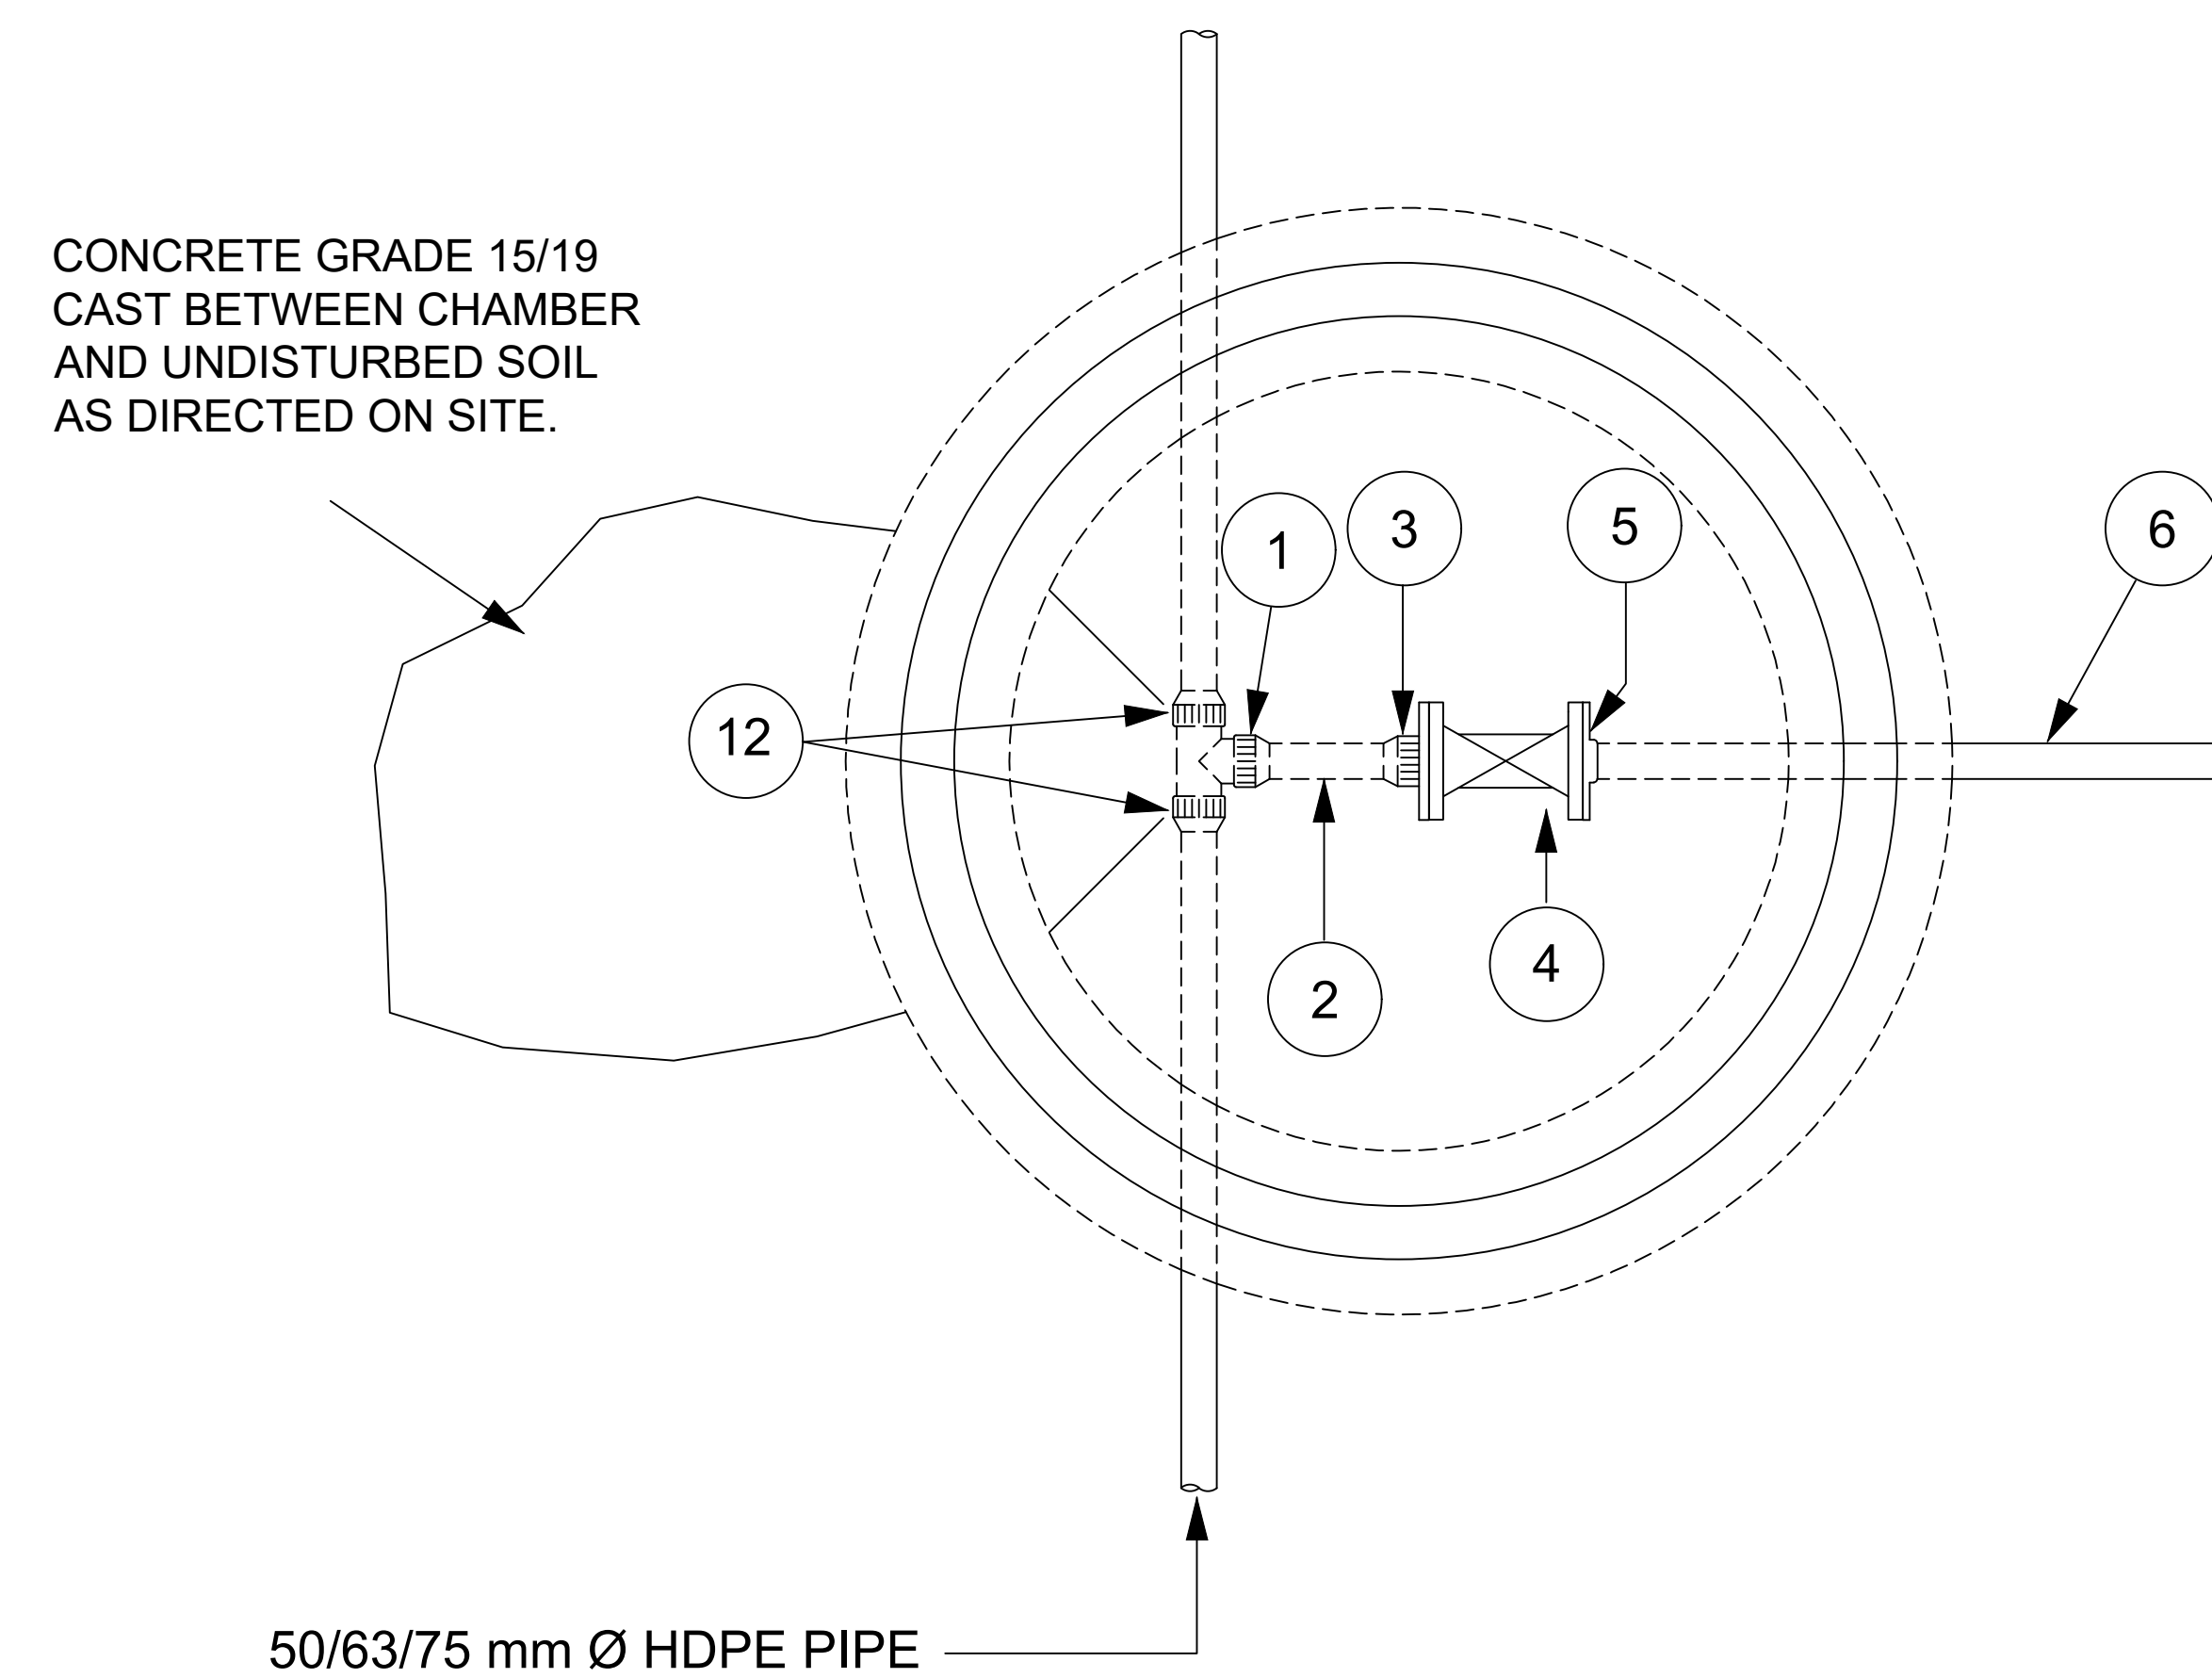 CONCRETE GRADE 15/19
CAST BETWEEN CHAMBER
AND UNDISTURBED SOIL
AS DIRECTED ON SITE.
1
3
5
6
12
2
4
50/63/75 mm Ø HDPE PIPE